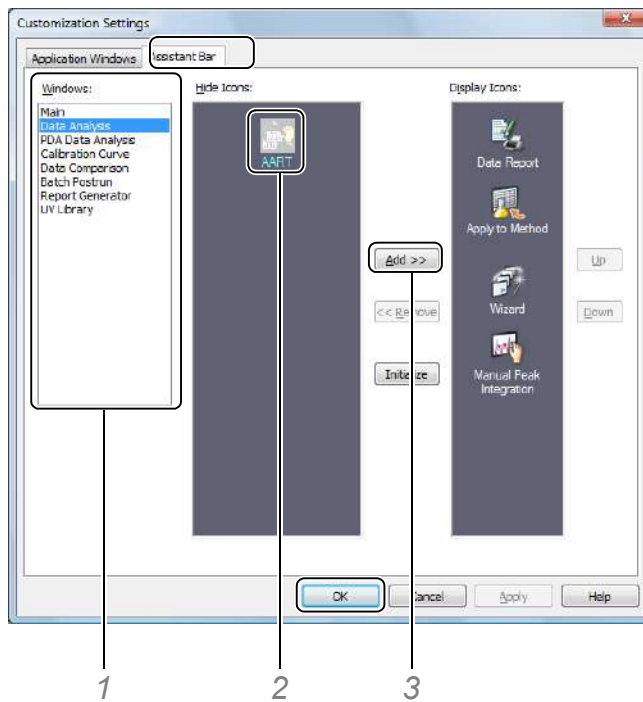 Customization Settings
Application Windows
Assistant Bar
Windows:
Main
Data Analysis
PDA Data Analysis
Calibration Curve
Data Comparison
Batch Postrun
Report Generator
UV Library
Hide Icons:
AART
Add >>
<< Remove
Initialize
Display Icons:
Data Report
Apply to Method
Wizard
Manual Peak
Integration
Up
Down
OK
Cancel
Apply
Help
1
2
3